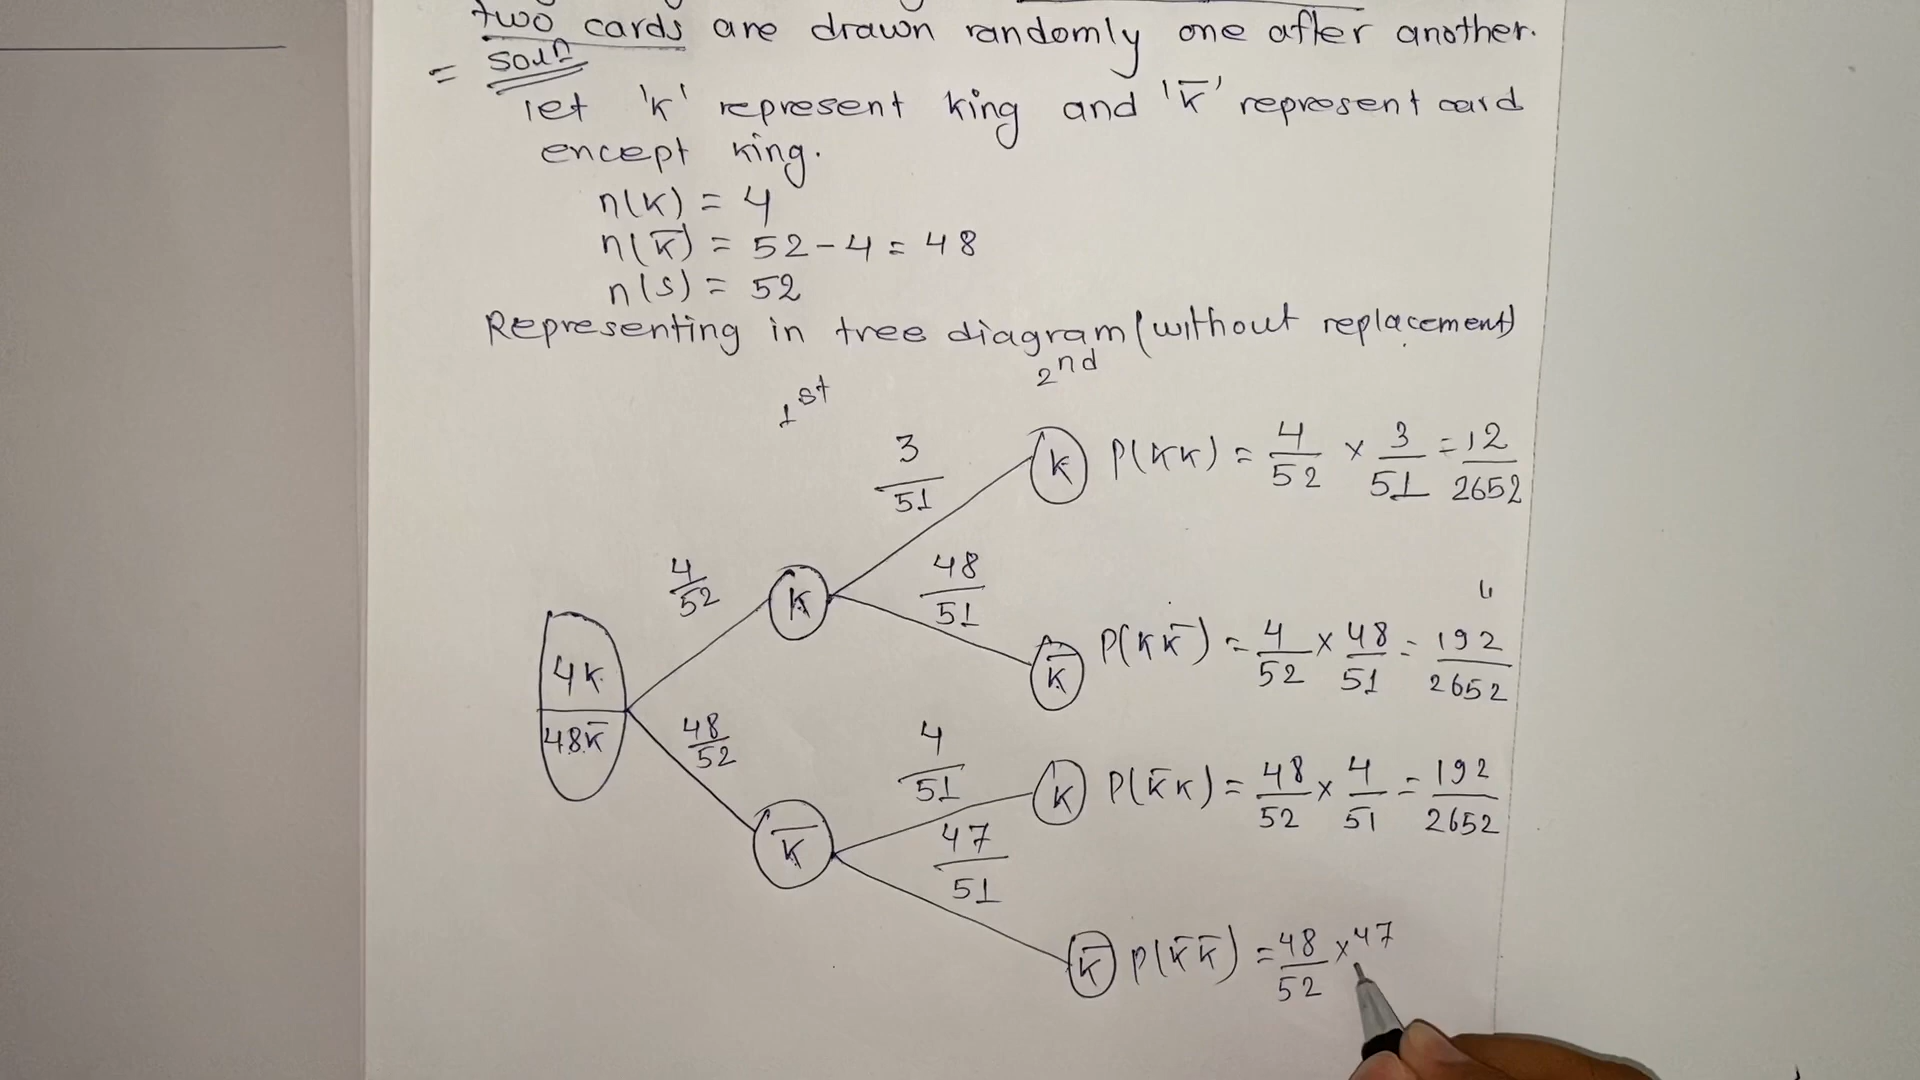 two cards are drawn randomly one after another.
= Soln
let 'k' represent king and 'k̄' represent card
encept king.
n(k) = 4
n(k̄) = 52 - 4 = 48
n(s) = 52
Representing in tree diagram (without replacement)
1st 2nd
3/51
K P(KK) = 4/52 × 3/51 = 12/2652
4/52 K 48/51
k̄ P(KK̄) = 4/52 × 48/51 = 192/2652
4K
48K̄
48/52 K̄ 4/51
K P(K̄K) = 48/52 × 4/51 = 192/2652
47/51
K̄ P(K̄K̄) = 48/52 × 47